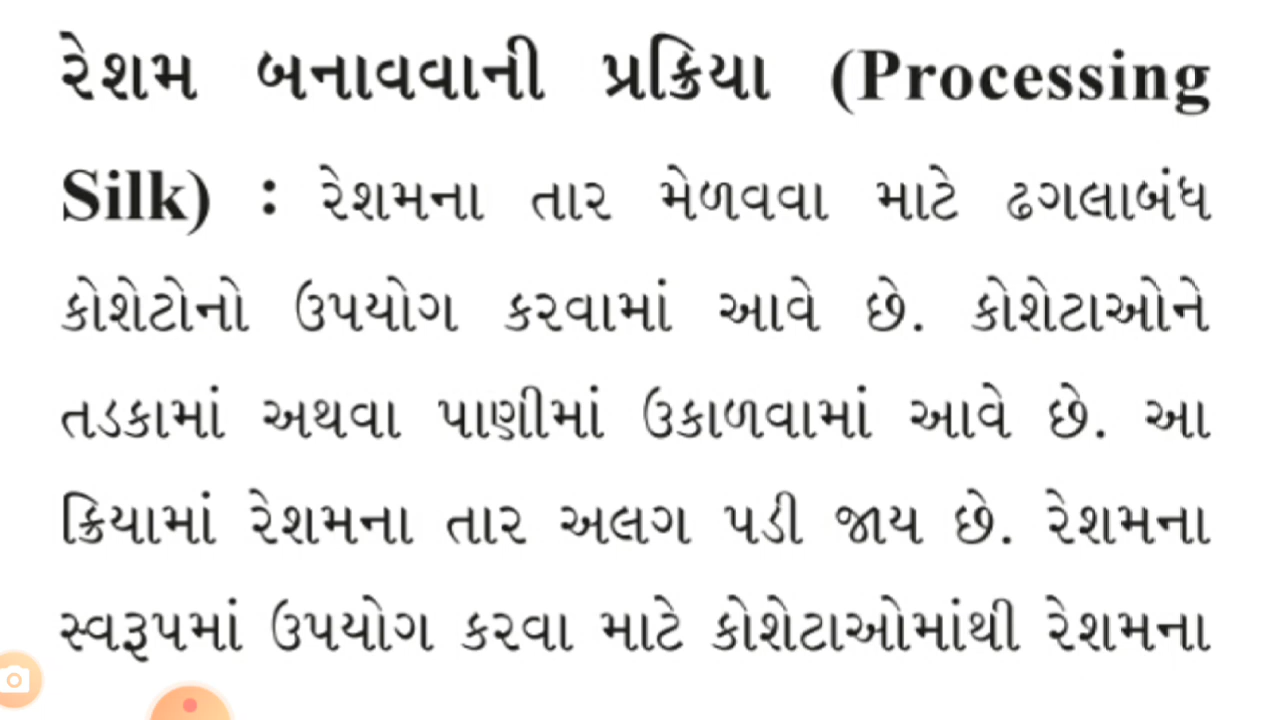 રેશમ બનાવવાની પ્રક્રિયા (Processing
Silk) : રેશમના તાર મેળવવા માટે ઢગલાબંધ
કોશેટોનો ઉપયોગ કરવામાં આવે છે. કોશેટાઓને
તડકામાં અથવા પાણીમાં ઉકાળવામાં આવે છે. આ
ક્રિયામાં રેશમના તાર અલગ પડી જાય છે. રેશમના
સ્વરૂપમાં ઉપયોગ કરવા માટે કોશેટાઓમાંથી રેશમના